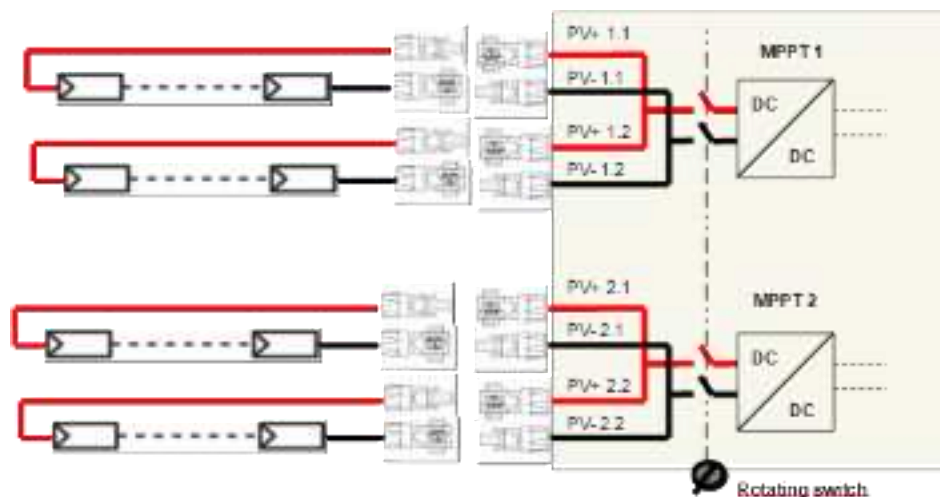 PV+ 1.1
MPPT 1
PV- 1.1
DC
PV+ 1.2
DC
PV- 1.2
PV+ 2.1
MPPT 2
PV- 2.1
DC
PV+ 2.2
DC
PV- 2.2
Rotating switch